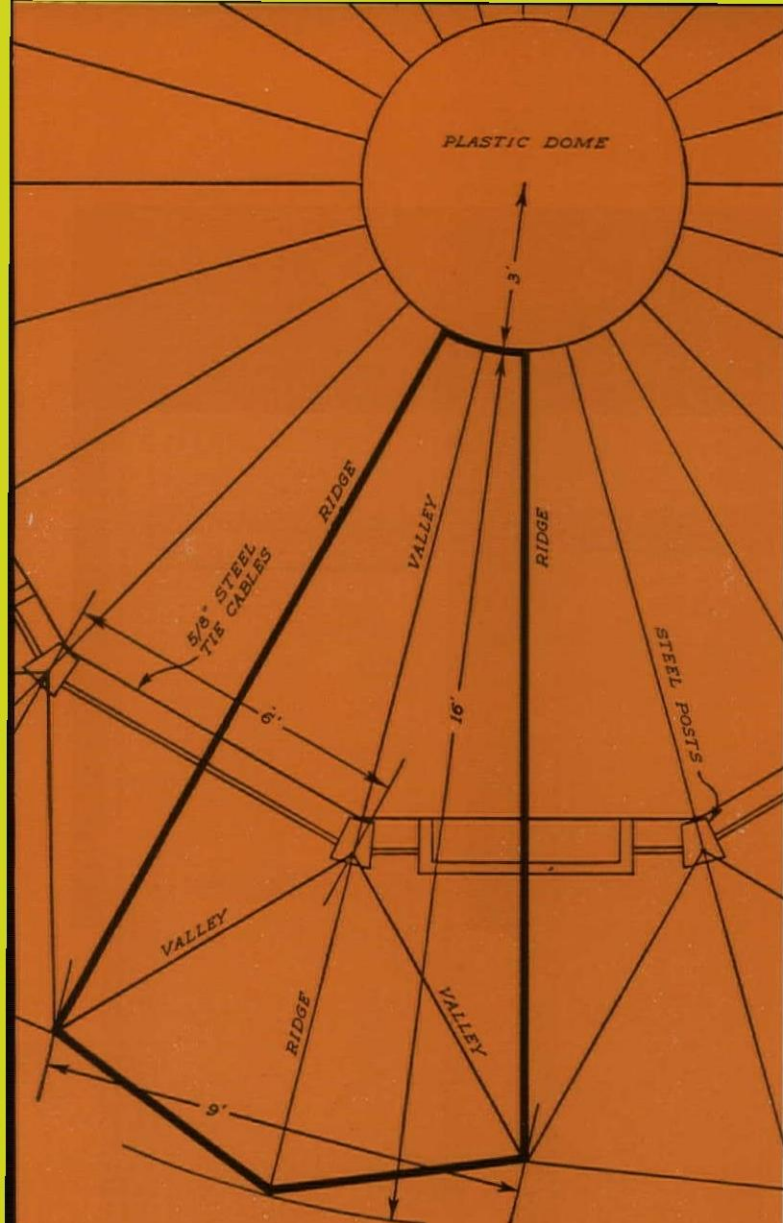 PLASTIC DOME
3'
RIDGE
VALLEY
RIDGE
5/8" STEEL
TIE CABLES
6'
16'
STEEL POSTS
VALLEY
RIDGE
VALLEY
9'